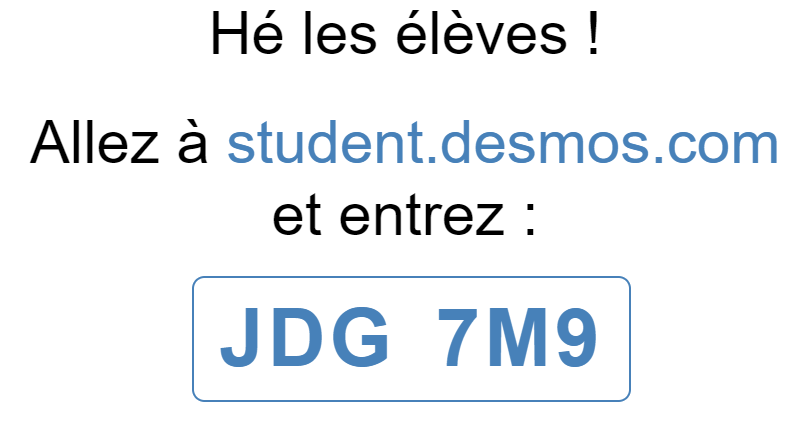 Hé les élèves !
Allez à student.desmos.com
et entrez :
JDG 7M9